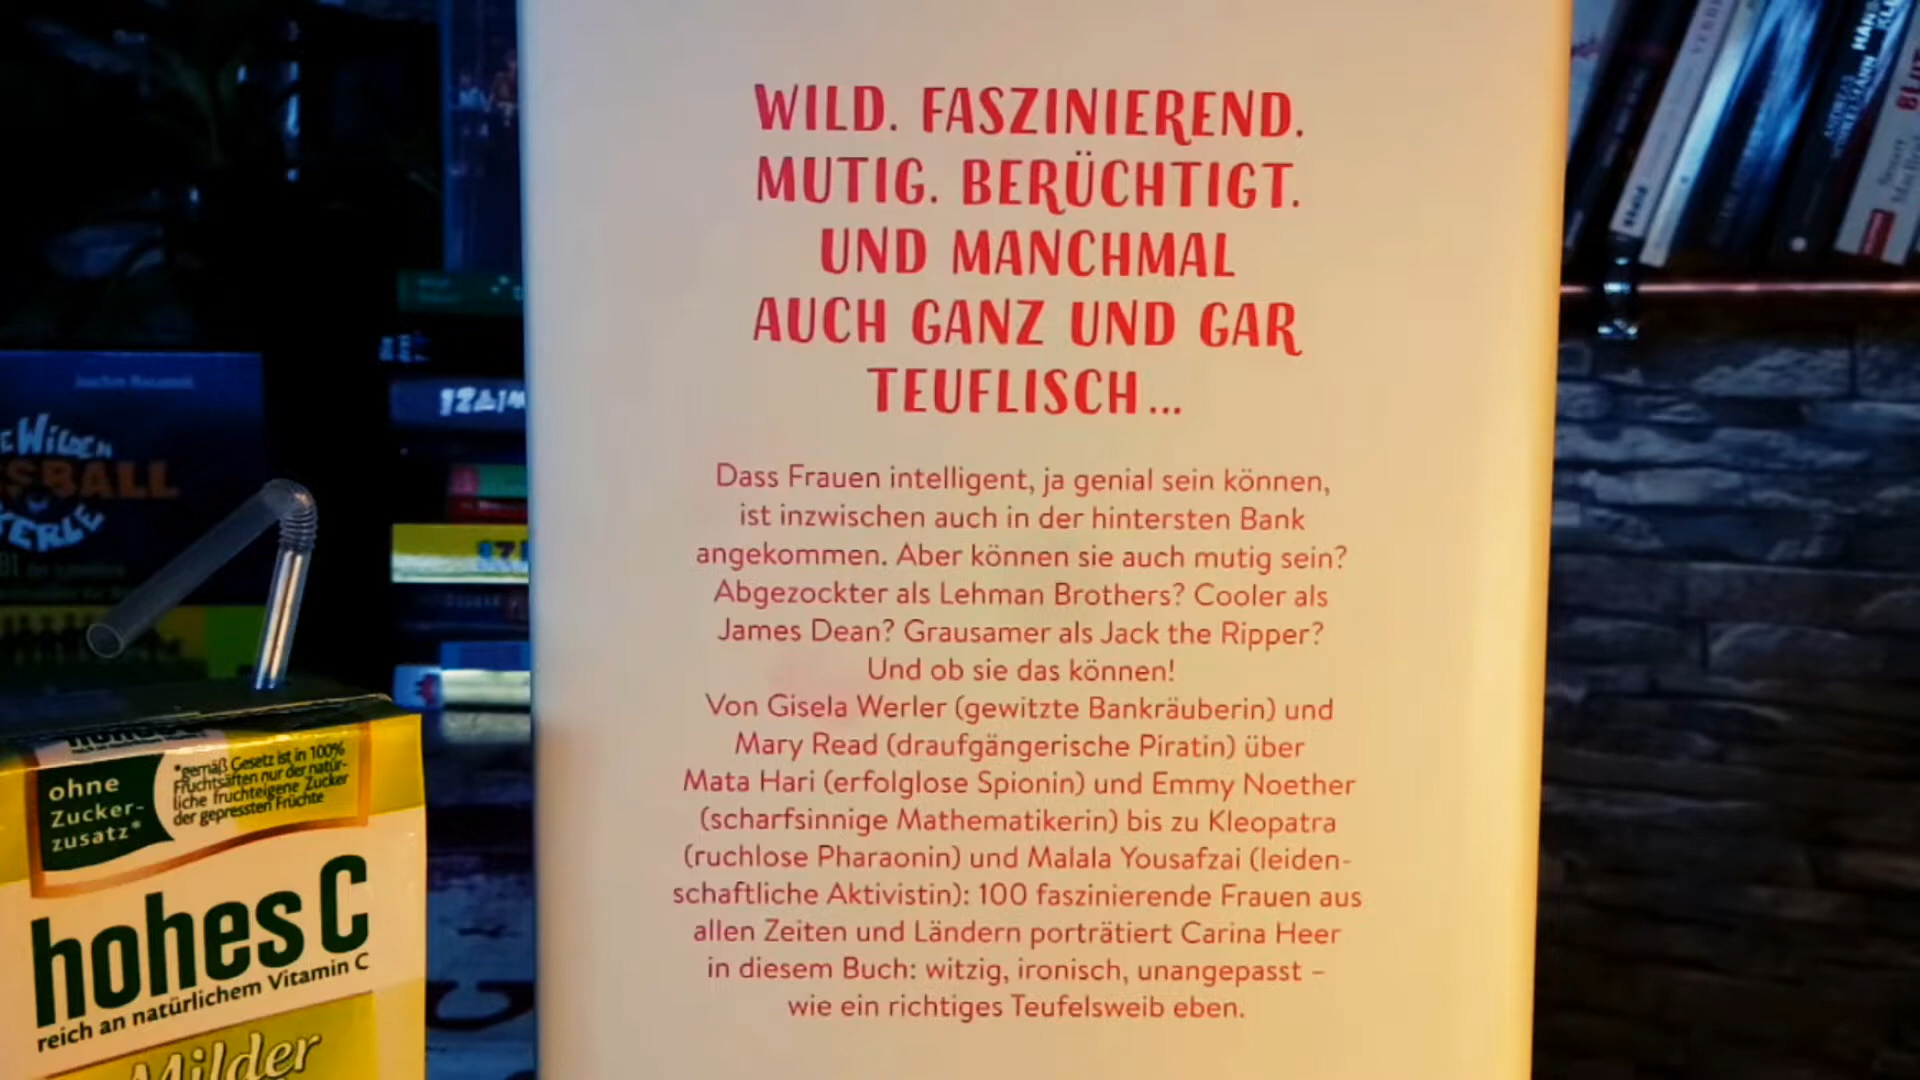 WILD. FASZINIEREND.
MUTIG. BERÜCHTIGT.
UND MANCHMAL
AUCH GANZ UND GAR
TEUFLISCH...
Dass Frauen intelligent, ja genial sein können,
ist inzwischen auch in der hintersten Bank
angekommen. Aber können sie auch mutig sein?
Abgezockter als Lehman Brothers? Cooler als
James Dean? Grausamer als Jack the Ripper?
Und ob sie das können!
Von Gisela Werler (gewitzte Bankräuberin) und
Mary Read (draufgängerische Piratin) über
Mata Hari (erfolglose Spionin) und Emmy Noether
(scharfsinnige Mathematikerin) bis zu Kleopatra
(ruchlose Pharaonin) und Malala Yousafzai (leiden-
schaftliche Aktivistin): 100 faszinierende Frauen aus
allen Zeiten und Ländern porträtiert Carina Heer
in diesem Buch: witzig, ironisch, unangepasst –
wie ein richtiges Teufelsweib eben.
ohne
Zucker-
zusatz*
*gemäß Gesetz ist in 100%
Fruchtsäften nur der natür-
liche fruchteigene Zucker
der gepressten Früchte
hohes C
reich an natürlichem Vitamin C
Milder
WILDEN
KERLE